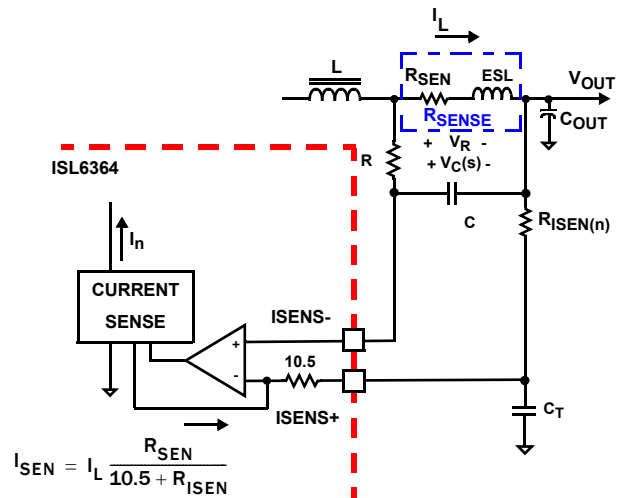 I_L
L
R_SEN
ESL
V_OUT
R_SENSE
C_OUT
+ V_R -
+ V_C(s) -
ISL6364
R
C
R_ISEN(n)
I_n
CURRENT
SENSE
ISENS-
+
-
10.5
ISENS+
C_T
I_SEN = I_L R_SEN / 10.5 + R_ISEN